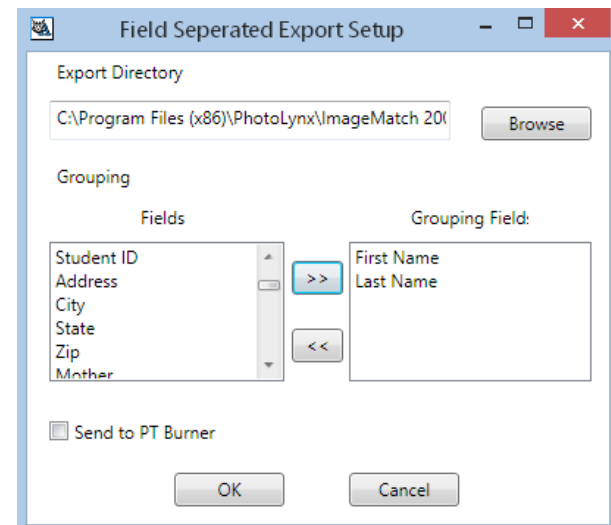 Field Seperated Export Setup
Export Directory
C:\Program Files (x86)\PhotoLynx\ImageMatch 20
Browse
Grouping
Fields
Grouping Field
Student ID
Address
City
State
Zip
Mother
>>
<<
First Name
Last Name
Send to PT Burner
OK
Cancel